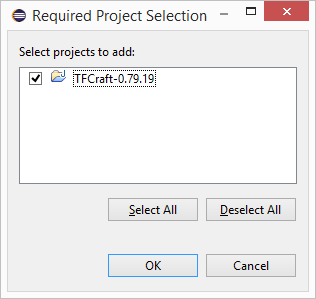 Required Project Selection
Select projects to add:
TFCraft-0.79.19
Select All
Deselect All
OK
Cancel